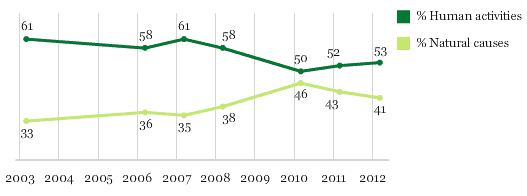 61 58 61 58 50 52 53
33 36 35 38 46 43 41
2003 2004 2005 2006 2007 2008 2009 2010 2011 2012
% Human activities
% Natural causes